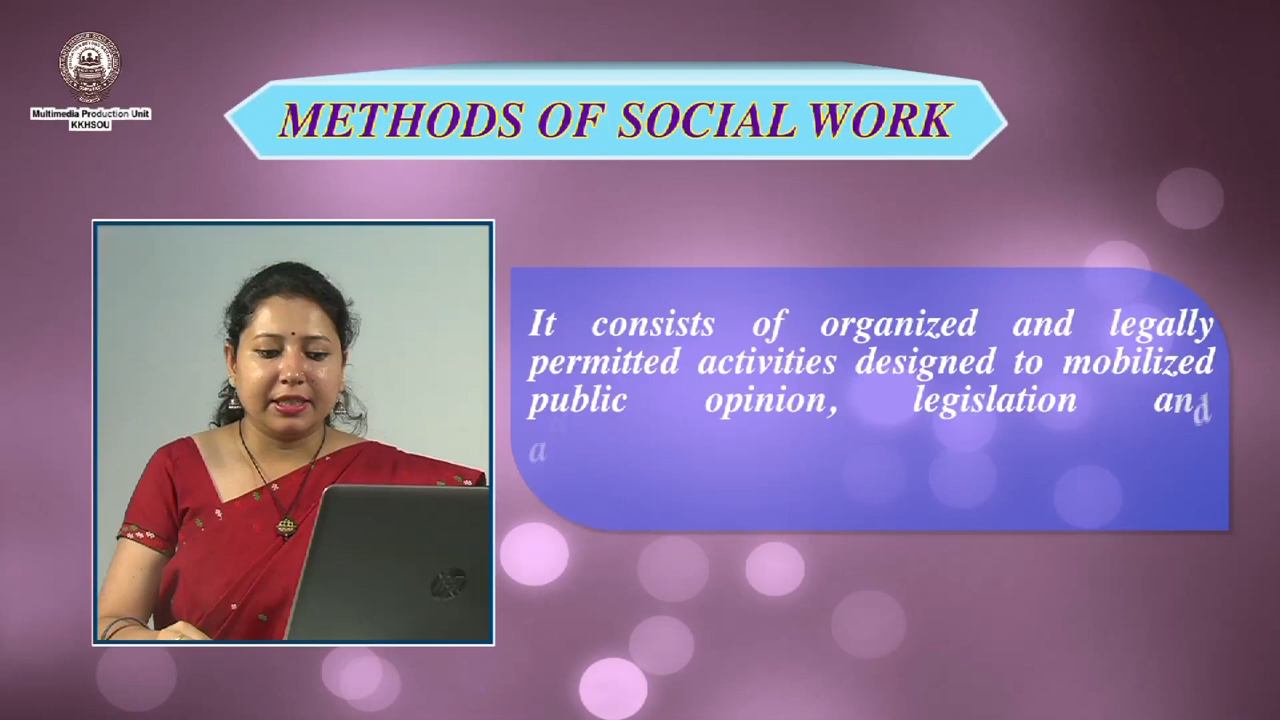 Multimedia Production Unit
KKHSOU
METHODS OF SOCIAL WORK
It consists of organized and legally
permitted activities designed to mobilized
public opinion, legislation and
a